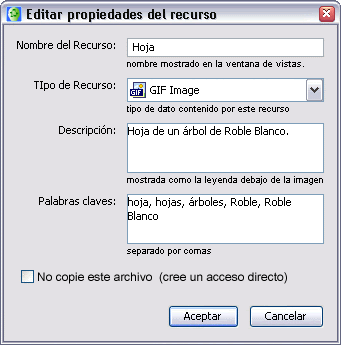 Editar propiedades del recurso
Nombre del Recurso: Hoja
nombre mostrado en la ventana de vistas.
TIpo de Recurso: GIF GIF Image
tipo de dato contenido por este recurso
Descripción: Hoja de un árbol de Roble Blanco.
mostrada como la leyenda debajo de la imagen
Palabras claves: hoja, hojas, árboles, Roble, Roble
Blanco
separado por comas
No copie este archivo (cree un acceso directo)
Aceptar Cancelar